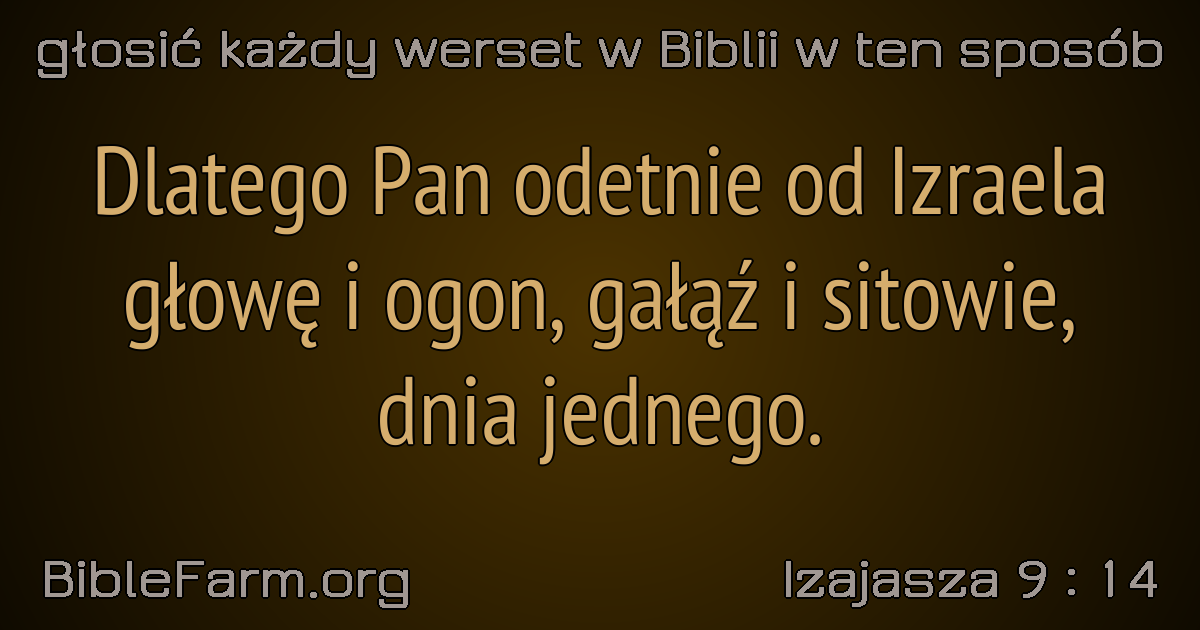 głosić każdy werset w Biblii w ten sposób
Dlatego Pan odetnie od Izraela
głowę i ogon, gałąź i sitowie,
dnia jednego.
BibleFarm.org
Izajasza 9 : 14